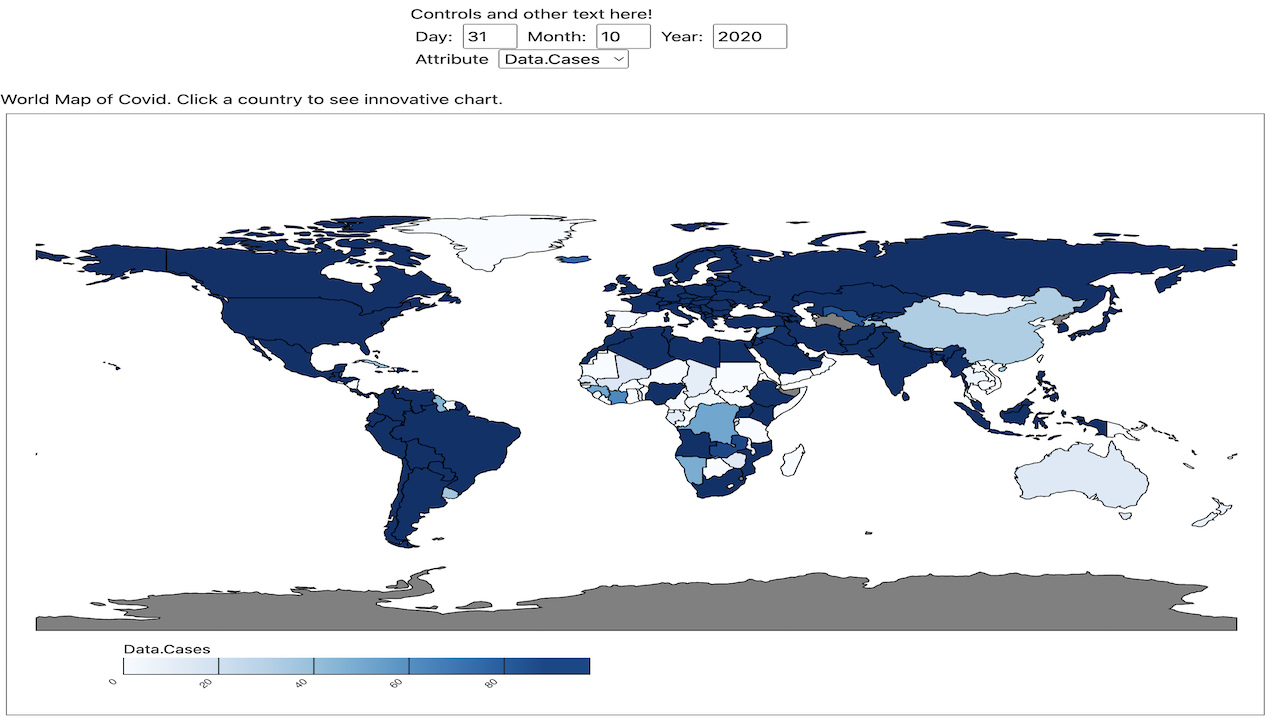 Controls and other text here!
Day: 31 Month: 10 Year: 2020
Attribute Data.Cases
World Map of Covid. Click a country to see innovative chart.
Data.Cases
0 20 40 60 80